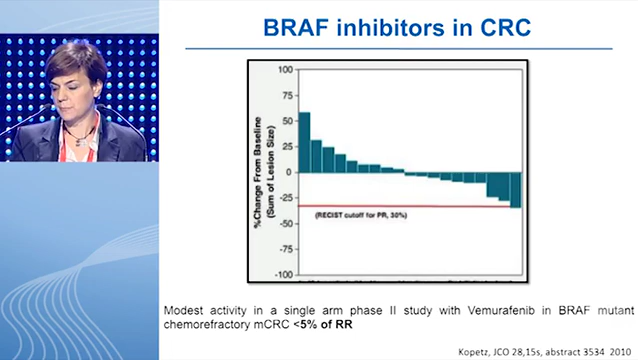 BRAF inhibitors in CRC
100
75
50
25
0
-25
-50
-75
-100
%Change From Baseline
(Sum of Lesion Size)
(RECIST cutoff for PR, 30%)
Modest activity in a single arm phase II study with Vemurafenib in BRAF mutant
chemorefractory mCRC <5% of RR
Kopetz, JCO 28,15s, abstract 3534 2010